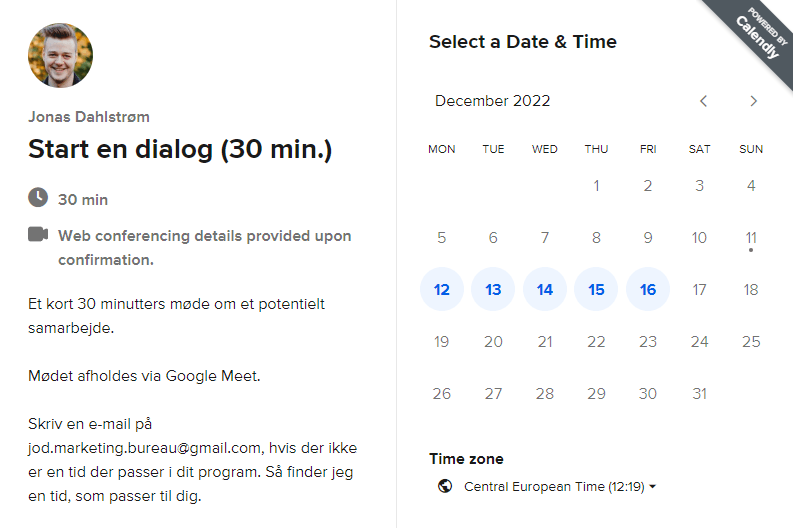 Jonas Dahlstrøm
Start en dialog (30 min.)
30 min
Web conferencing details provided upon
confirmation.
Et kort 30 minutters møde om et potentielt
samarbejde.
Mødet afholdes via Google Meet.
Skriv en e-mail på
jod.marketing.bureau@gmail.com, hvis der ikke
er en tid der passer i dit program. Så finder jeg
en tid, som passer til dig.
Select a Date & Time
POWERED BY
Calendly
December 2022
MON TUE WED THU FRI SAT SUN
1 2 3 4
5 6 7 8 9 10 11
12 13 14 15 16 17 18
19 20 21 22 23 24 25
26 27 28 29 30 31
Time zone
Central European Time (12:19)